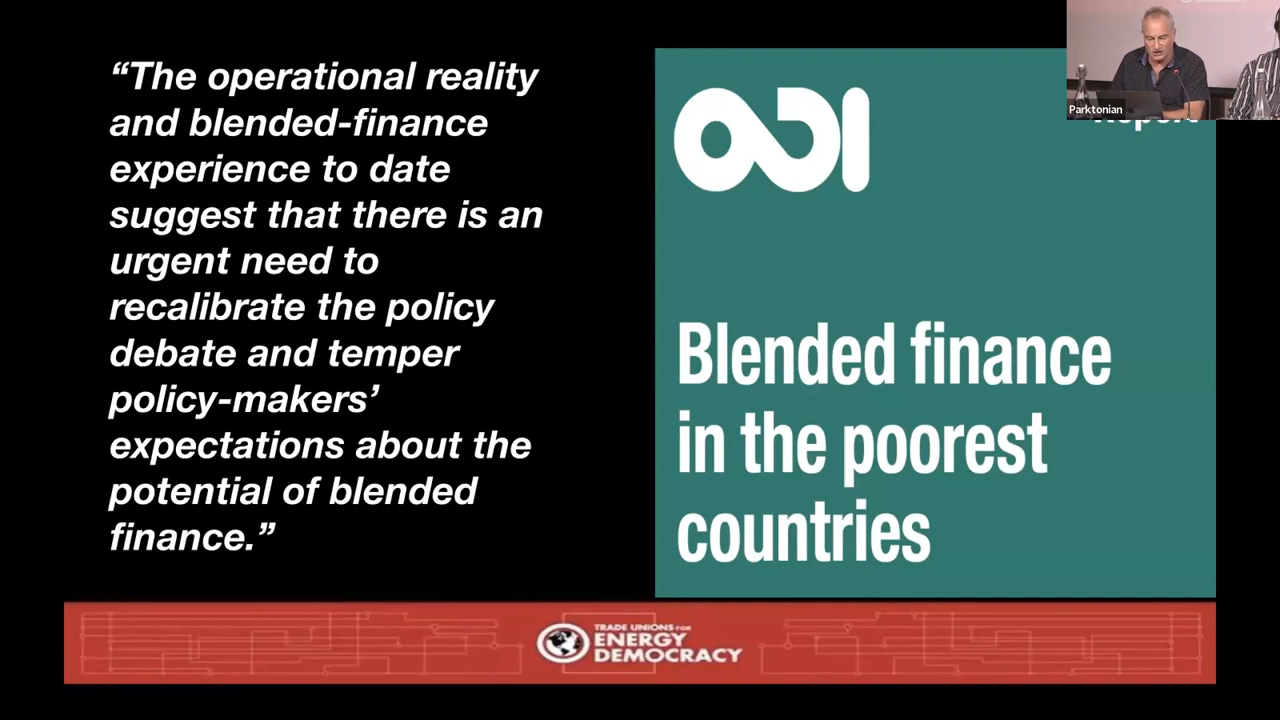 “The operational reality
and blended-finance
experience to date
suggest that there is an
urgent need to
recalibrate the policy
debate and temper
policy-makers’
expectations about the
potential of blended
finance.”
ODI
Blended finance
in the poorest
countries
DEMOCRACY
Parktonian
TRADE UNIONS FOR
ENERGY
DEMOCRACY